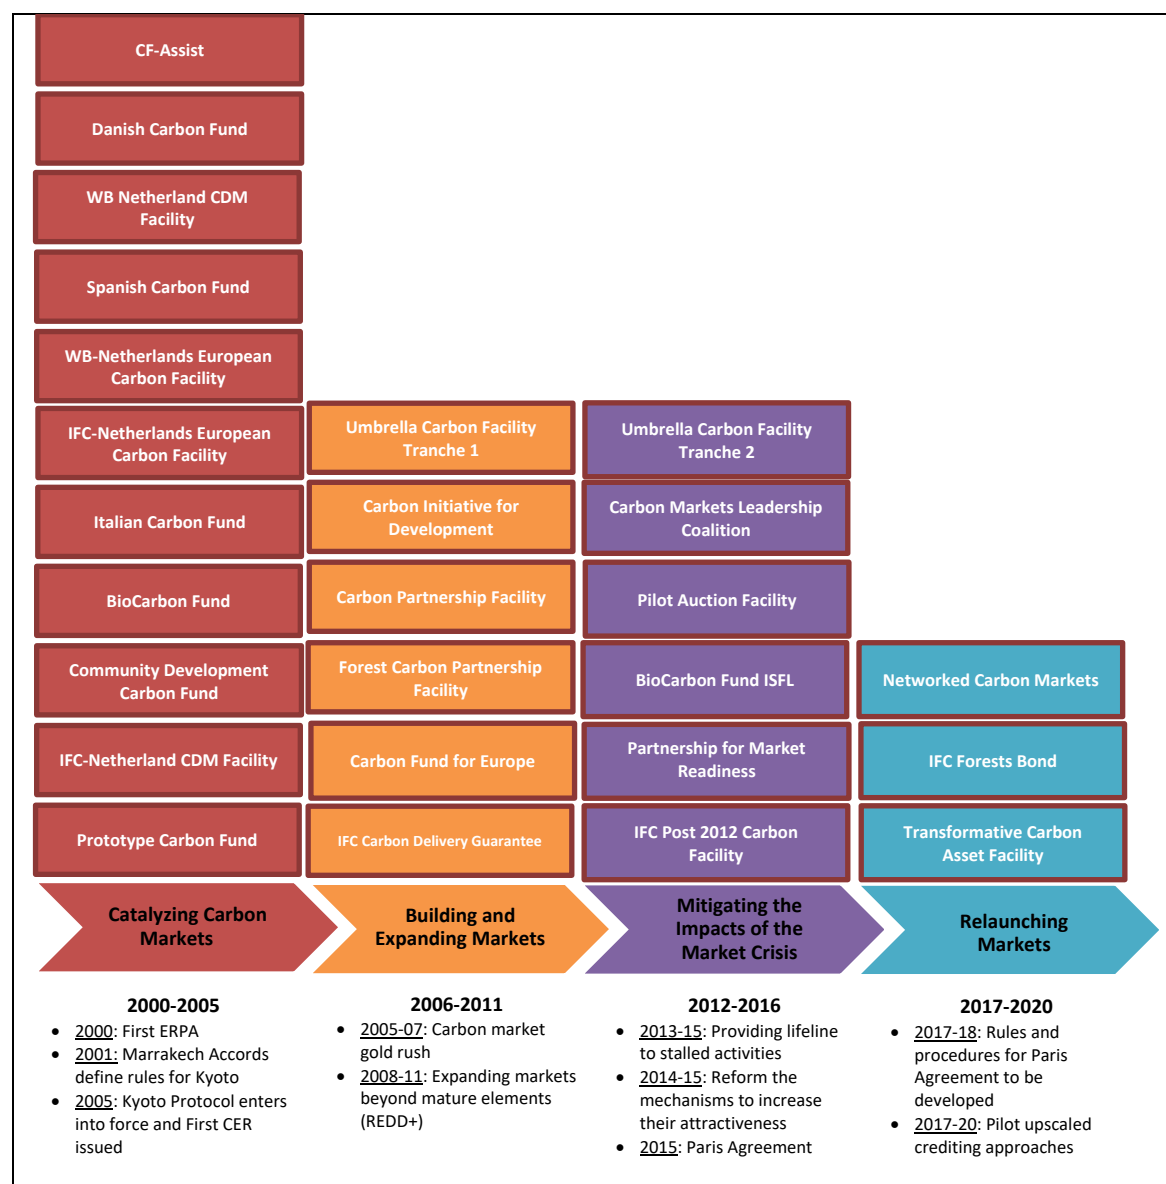 CF-Assist
Danish Carbon Fund
WB Netherland CDM
Facility
Spanish Carbon Fund
WB-Netherlands European
Carbon Facility
IFC-Netherlands European
Carbon Facility
Italian Carbon Fund
BioCarbon Fund
Community Development
Carbon Fund
IFC-Netherland CDM Facility
Prototype Carbon Fund
Umbrella Carbon Facility
Tranche 1
Carbon Initiative for
Development
Carbon Partnership Facility
Forest Carbon Partnership
Facility
Carbon Fund for Europe
IFC Carbon Delivery Guarantee
Umbrella Carbon Facility
Tranche 2
Carbon Markets Leadership
Coalition
Pilot Auction Facility
BioCarbon Fund ISFL
Partnership for Market
Readiness
IFC Post 2012 Carbon
Facility
Networked Carbon Markets
IFC Forests Bond
Transformative Carbon
Asset Facility
Catalyzing Carbon
Markets
Building and
Expanding Markets
Mitigating the
Impacts of the
Market Crisis
Relaunching
Markets
2000-2005
• 2000: First ERPA
• 2001: Marrakech Accords
define rules for Kyoto
• 2005: Kyoto Protocol enters
into force and First CER
issued
2006-2011
• 2005-07: Carbon market
gold rush
• 2008-11: Expanding markets
beyond mature elements
(REDD+)
2012-2016
• 2013-15: Providing lifeline
to stalled activities
• 2014-15: Reform the
mechanisms to increase
their attractiveness
• 2015: Paris Agreement
2017-2020
• 2017-18: Rules and
procedures for Paris
Agreement to be
developed
• 2017-20: Pilot upscaled
crediting approaches